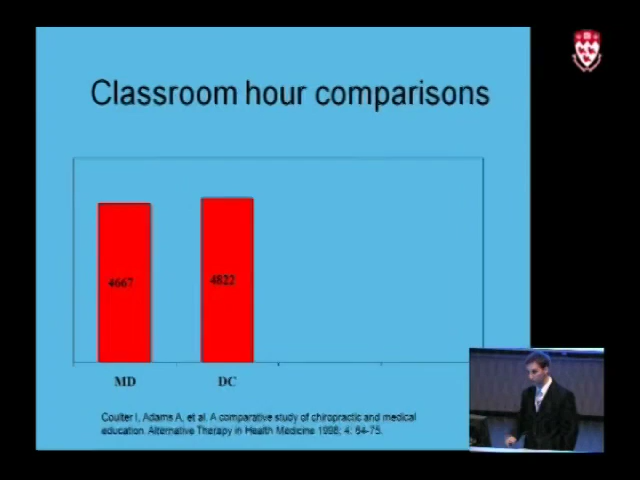 Classroom hour comparisons
4667
4822
MD
DC
Coulter I, Adams A, et al. A comparative study of chiropractic and medical
education. Alternative Therapy in Health Medicine 1998; 4: 64-75.